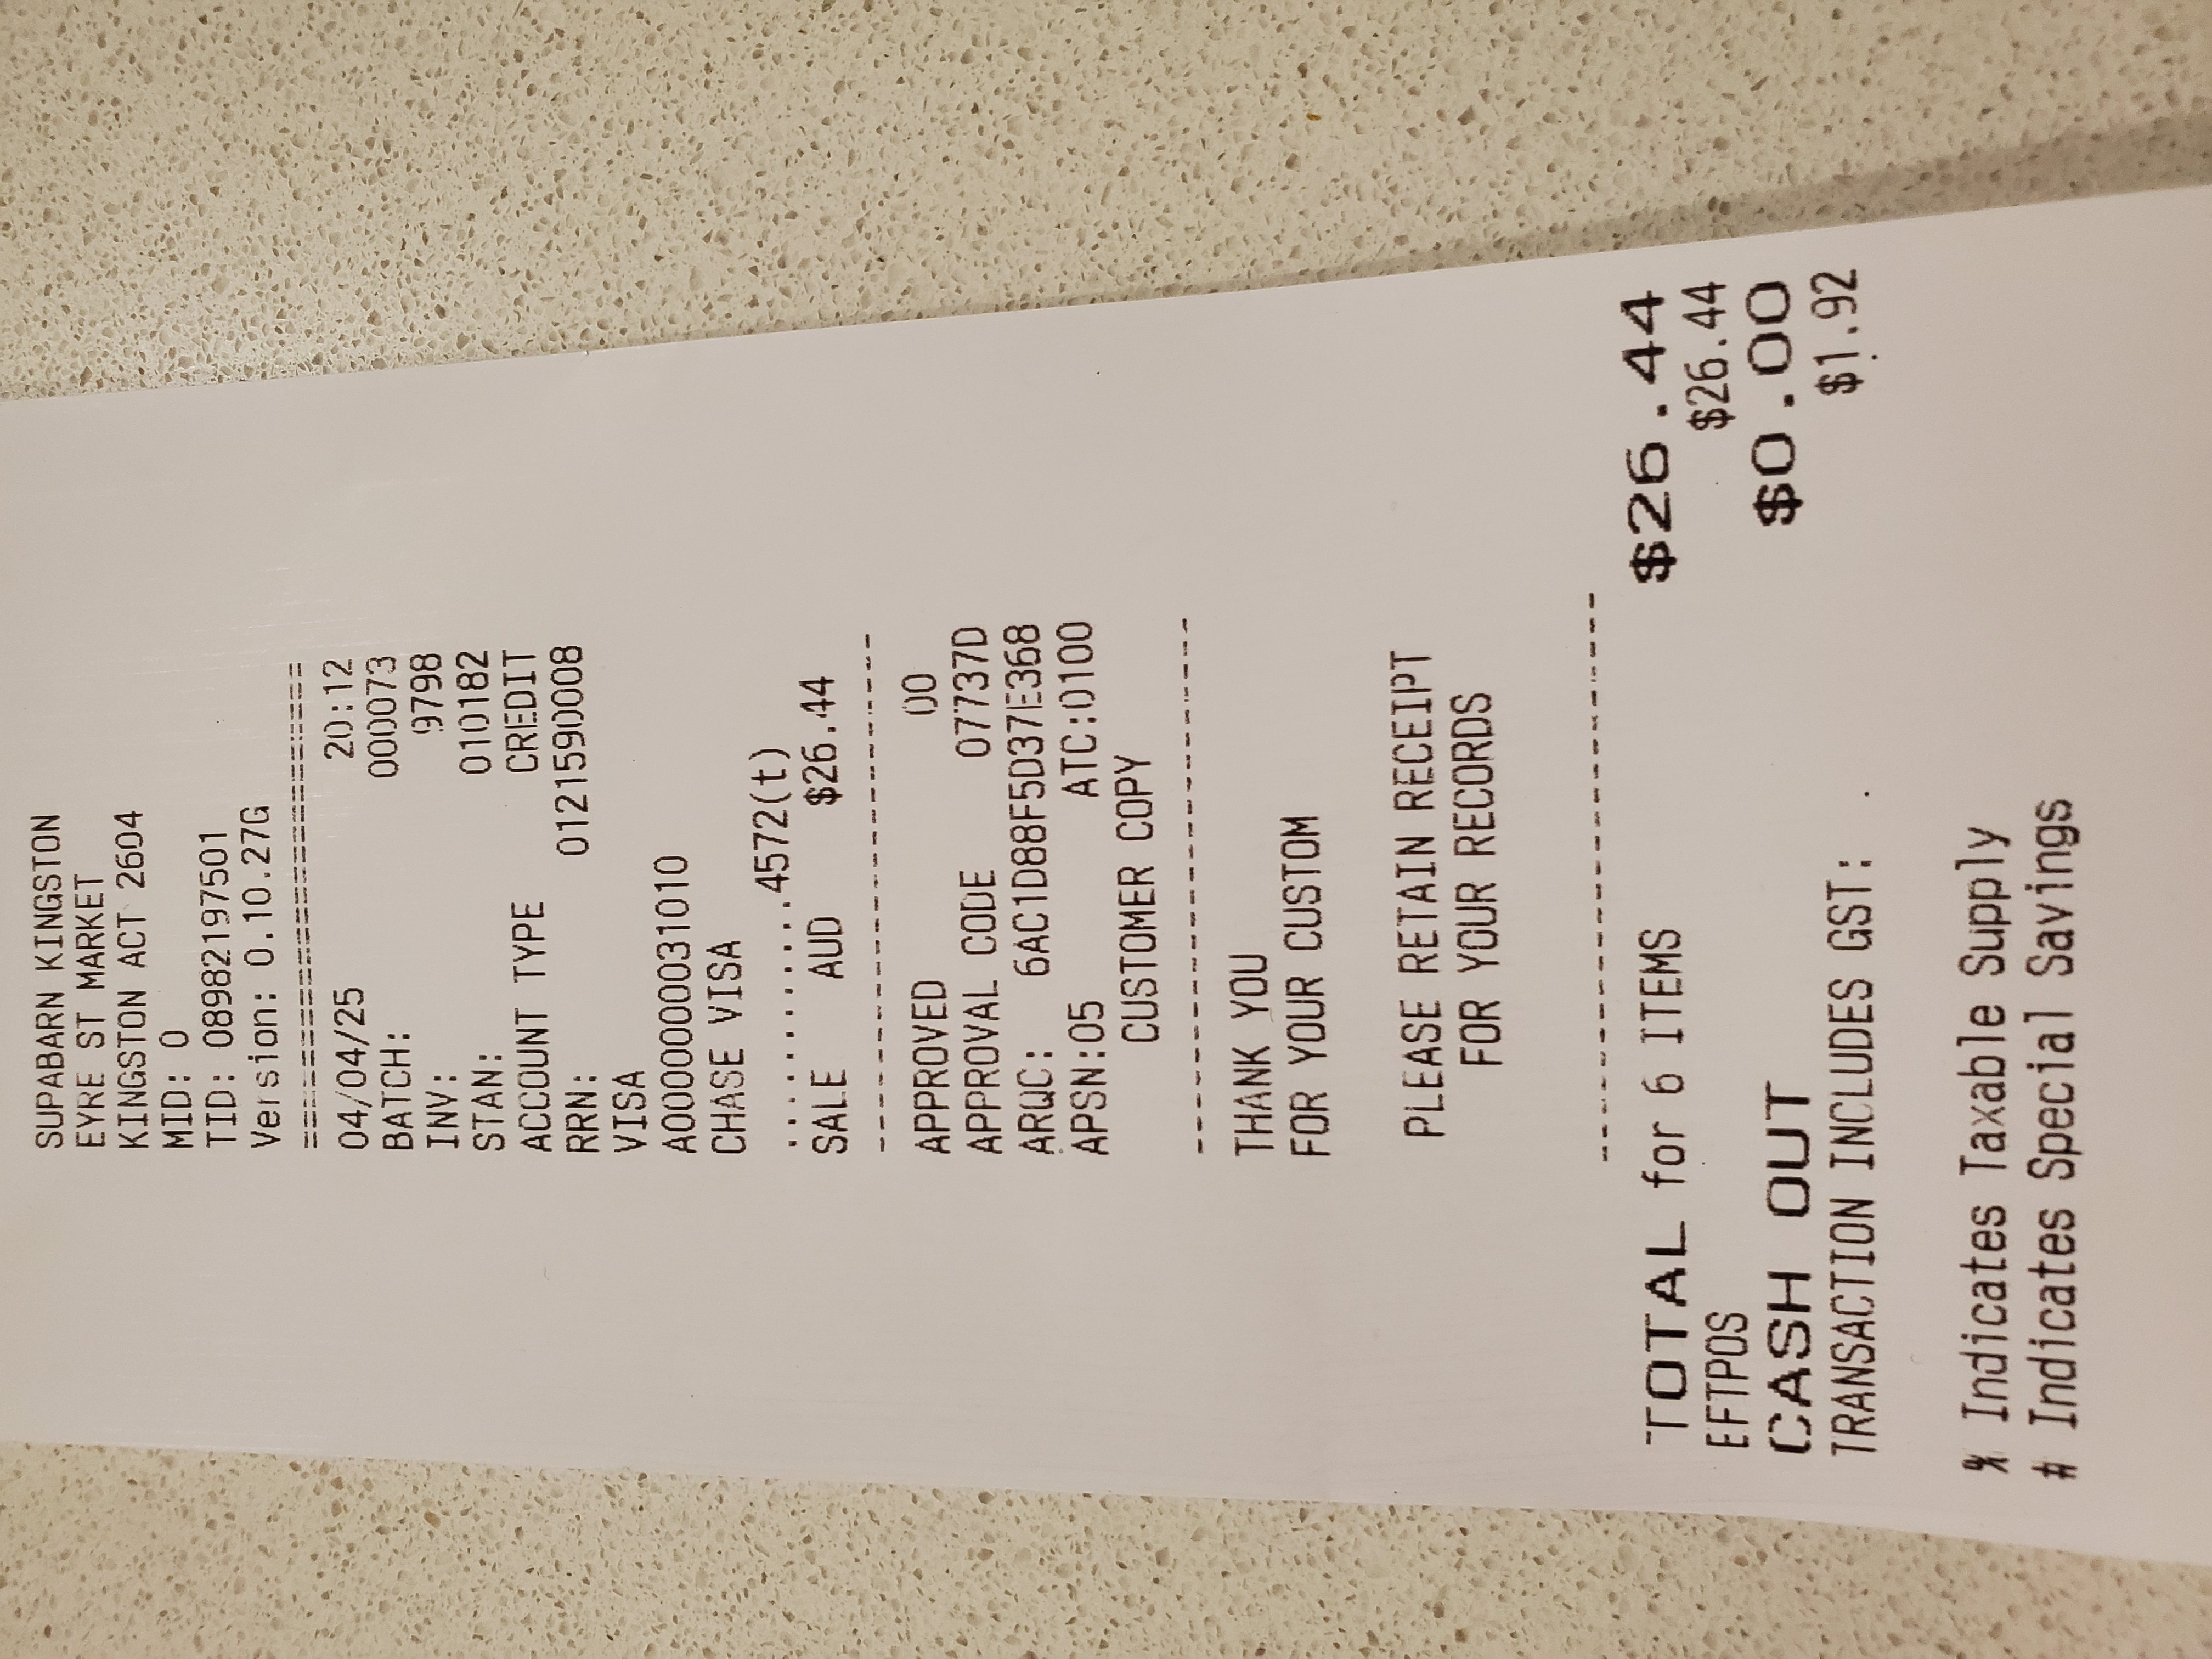 SUPABARN KINGSTON
EYRE ST MARKET
KINGSTON ACT 2604
MID: 0
TID: 0898219750​1
Version: 0.10.27G
==============================
04/04/25 20:12
BATCH: 000073
INV: 9798
STAN: 010182
ACCOUNT TYPE CREDIT
RRN: 012159000​8
VISA
A0000000031010
CHASE VISA
............4572(t)
SALE AUD $26.44
------------------------------
APPROVED 00
APPROVAL CODE 07737D
ARQC: 6AC1D88F5D37E368
APSN:05 ATC:0100
CUSTOMER COPY
------------------------------
THANK YOU
FOR YOUR CUSTOM
PLEASE RETAIN RECEIPT
FOR YOUR RECORDS
------------------------------
TOTAL for 6 ITEMS $26.44
EFTPOS $26.44
CASH OUT $0.00
TRANSACTION INCLUDES GST: $1.92
% Indicates Taxable Supply
# Indicates Special Savings